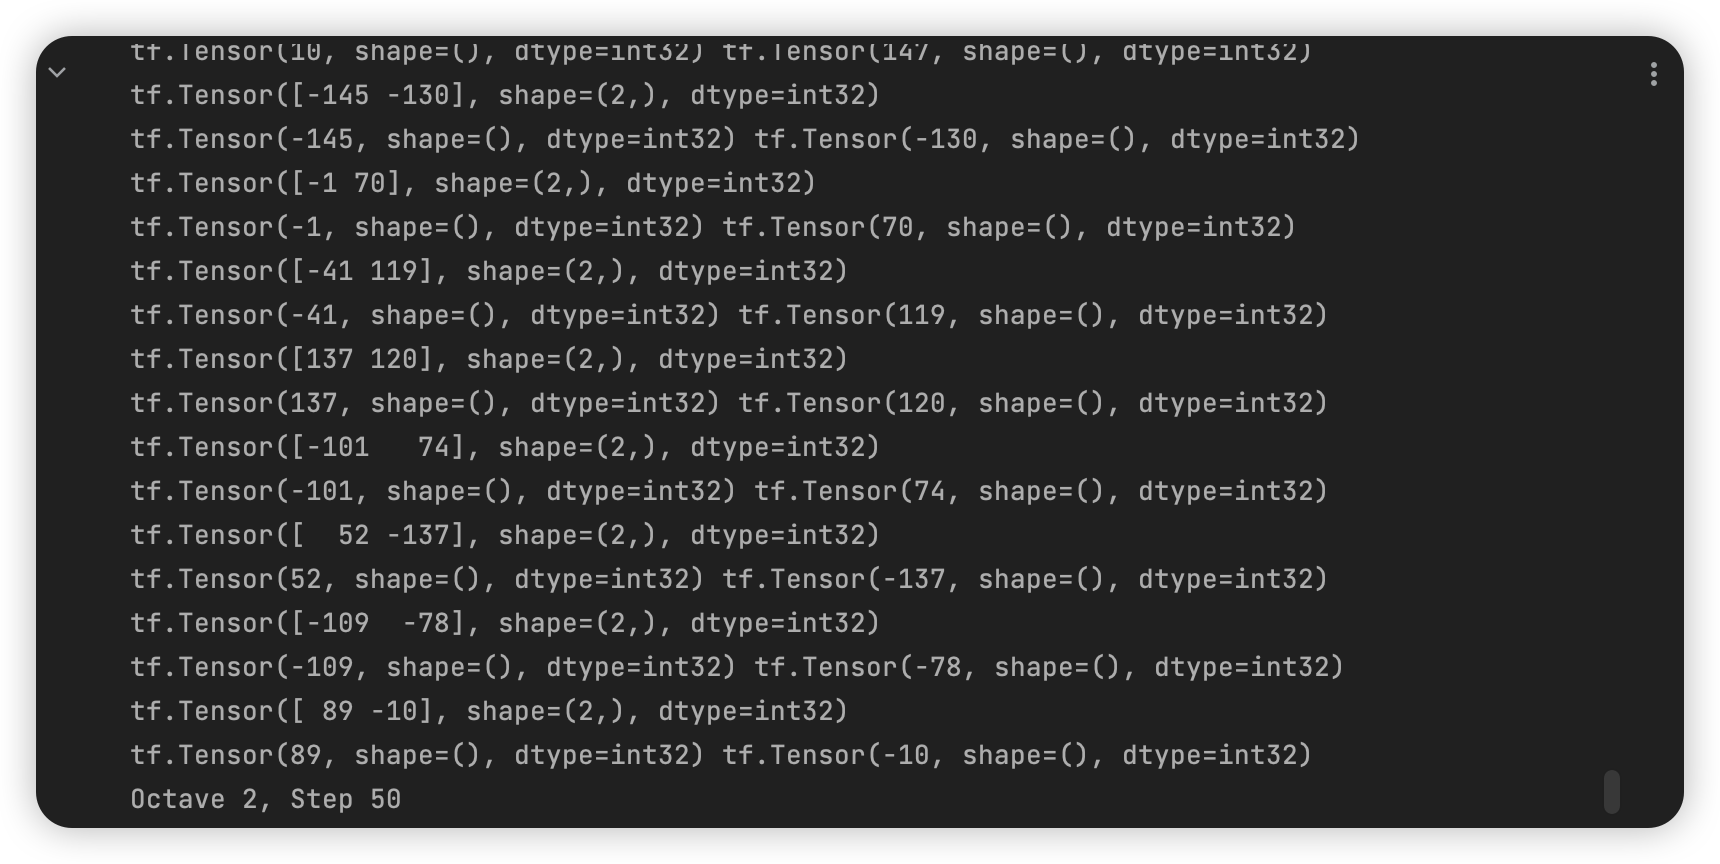 tf.Tensor(10, shape=(), dtype=int32) tf.Tensor(147, shape=(), dtype=int32)
tf.Tensor([-145 -130], shape=(2,), dtype=int32)
tf.Tensor(-145, shape=(), dtype=int32) tf.Tensor(-130, shape=(), dtype=int32)
tf.Tensor([-1 70], shape=(2,), dtype=int32)
tf.Tensor(-1, shape=(), dtype=int32) tf.Tensor(70, shape=(), dtype=int32)
tf.Tensor([-41 119], shape=(2,), dtype=int32)
tf.Tensor(-41, shape=(), dtype=int32) tf.Tensor(119, shape=(), dtype=int32)
tf.Tensor([137 120], shape=(2,), dtype=int32)
tf.Tensor(137, shape=(), dtype=int32) tf.Tensor(120, shape=(), dtype=int32)
tf.Tensor([-101   74], shape=(2,), dtype=int32)
tf.Tensor(-101, shape=(), dtype=int32) tf.Tensor(74, shape=(), dtype=int32)
tf.Tensor([  52 -137], shape=(2,), dtype=int32)
tf.Tensor(52, shape=(), dtype=int32) tf.Tensor(-137, shape=(), dtype=int32)
tf.Tensor([-109  -78], shape=(2,), dtype=int32)
tf.Tensor(-109, shape=(), dtype=int32) tf.Tensor(-78, shape=(), dtype=int32)
tf.Tensor([ 89 -10], shape=(2,), dtype=int32)
tf.Tensor(89, shape=(), dtype=int32) tf.Tensor(-10, shape=(), dtype=int32)
Octave 2, Step 50